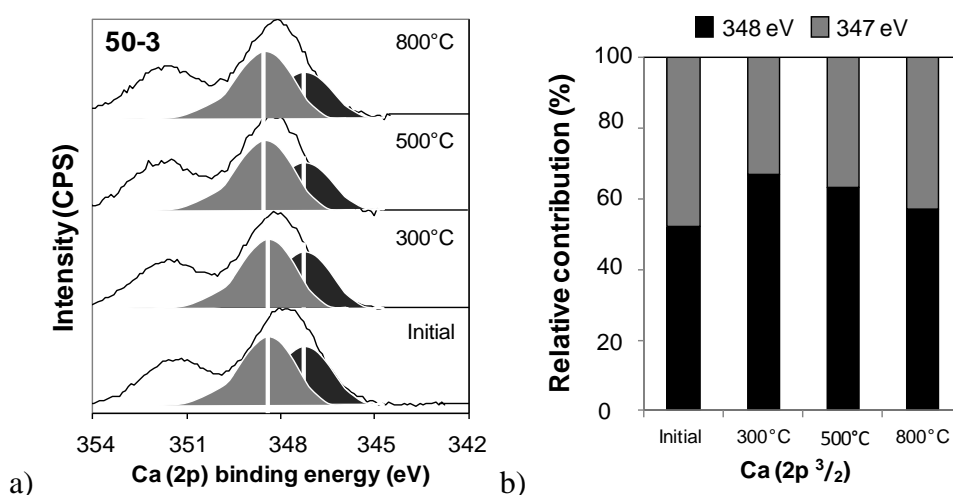 50-3
800°C
500°C
300°C
Initial
Intensity (CPS)
354 351 348 345 342
Ca (2p) binding energy (eV)
a)
348 eV 347 eV
100
80
60
40
20
0
Relative contribution (%)
Initial 300°C 500°C 800°C
Ca (2p 3/2)
b)